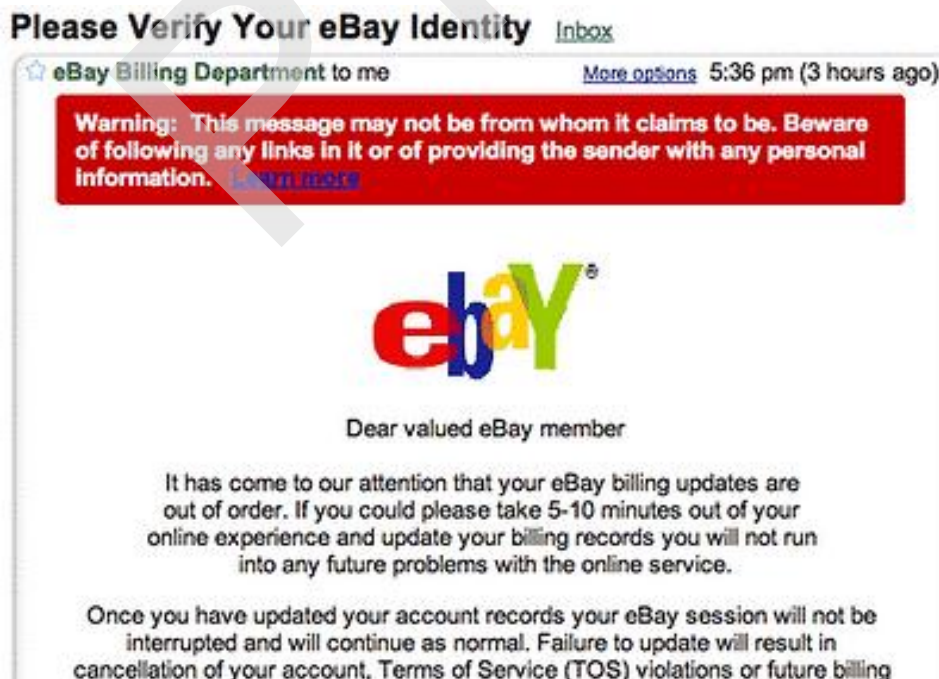 Please Verify Your eBay Identity Inbox
eBay Billing Department to me More options 5:36 pm (3 hours ago)
Warning: This message may not be from whom it claims to be. Beware
of following any links in it or of providing the sender with any personal
information. Learn more
ebaY®
Dear valued eBay member
It has come to our attention that your eBay billing updates are
out of order. If you could please take 5-10 minutes out of your
online experience and update your billing records you will not run
into any future problems with the online service.
Once you have updated your account records your eBay session will not be
interrupted and will continue as normal. Failure to update will result in
cancellation of your account, Terms of Service (TOS) violations or future billing